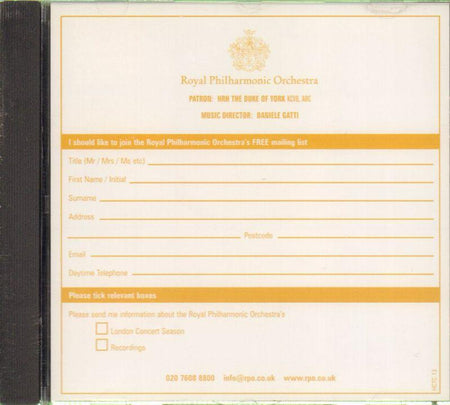 Royal Philharmonic Orchestra
PATRON: HRH THE DUKE OF YORK KCVO, ADC
MUSIC DIRECTOR: DANIELE GATTI
I should like to join the Royal Philharmonic Orchestra's FREE mailing list
Title (Mr / Mrs / Ms etc)
First Name / Initial
Surname
Address
Postcode
Email
Daytime Telephone
Please tick relevant boxes
Please send me information about the Royal Philharmonic Orchestra's
London Concert Season
Recordings
020 7608 8800 info@rpo.co.uk www.rpo.co.uk